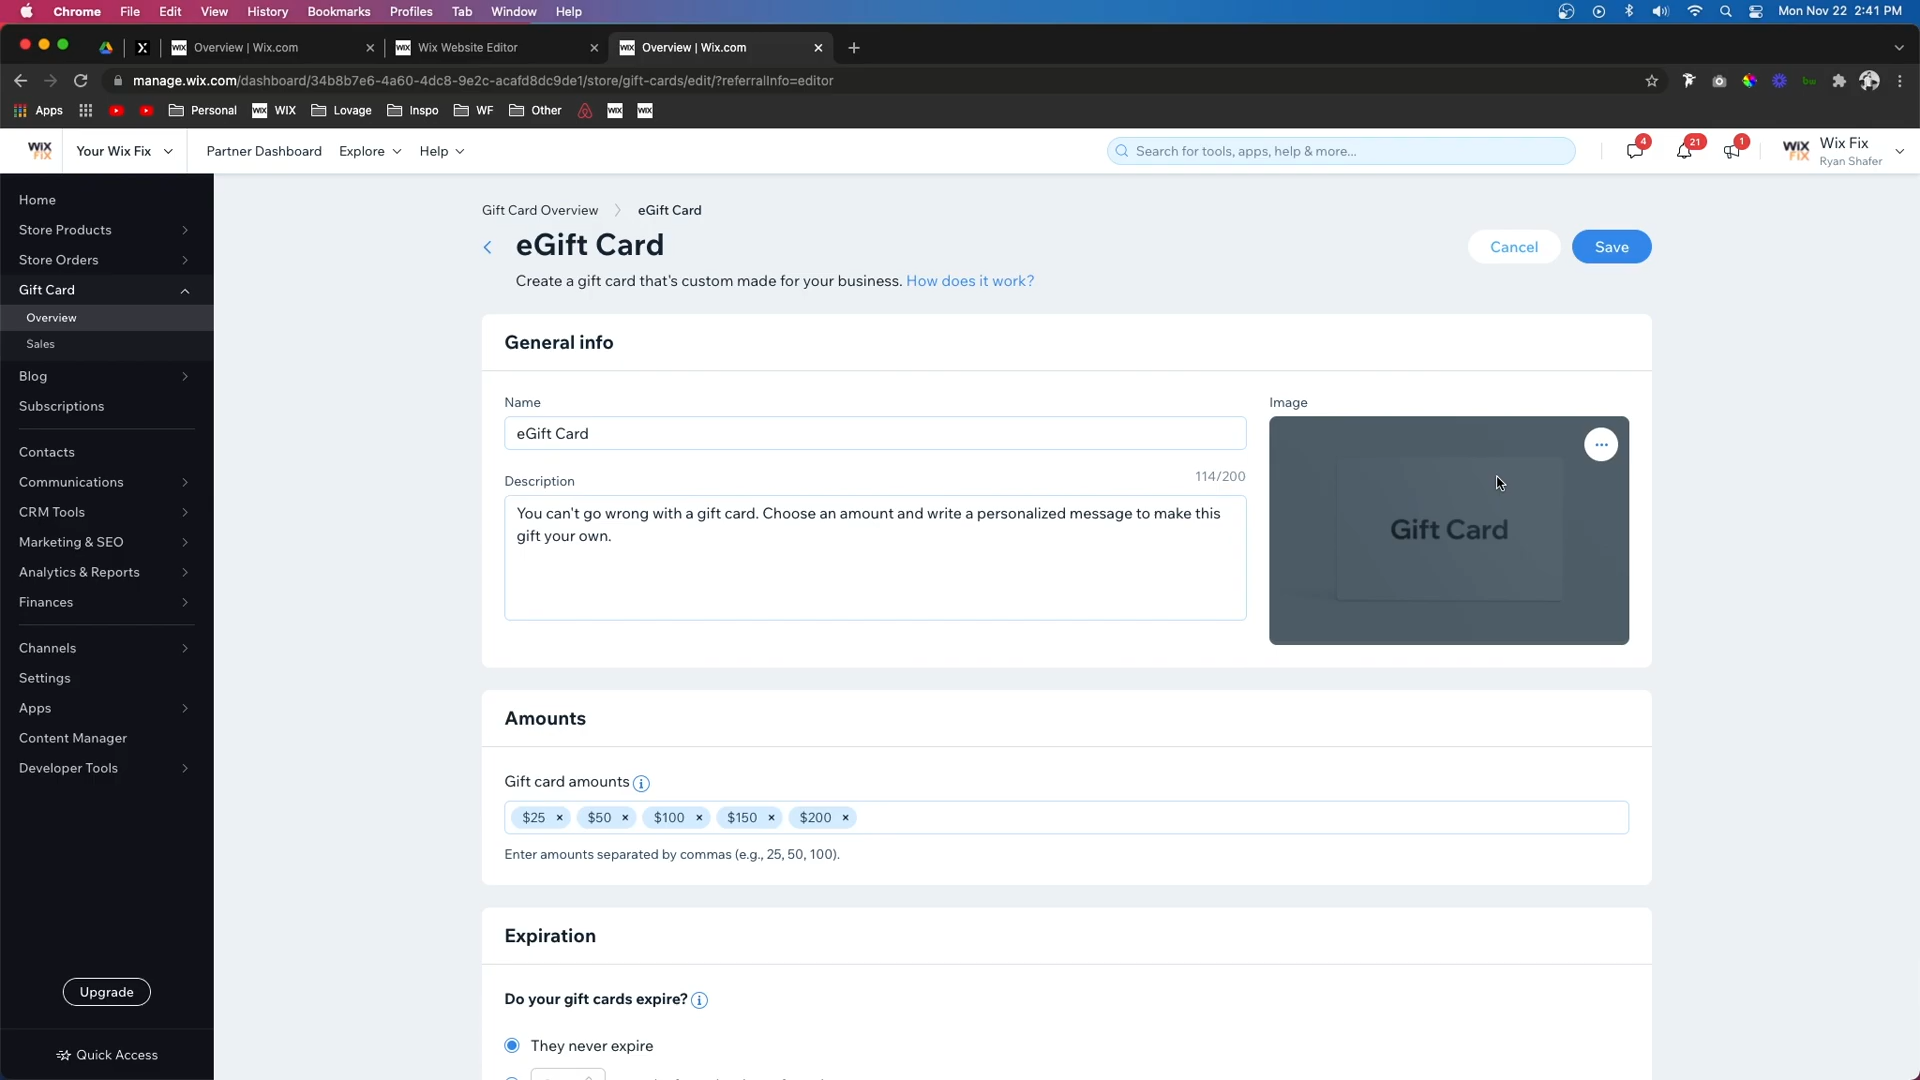 Chrome File Edit View History Bookmarks Profiles Tab Window Help Mon Nov 22 2:41 PM
Overview | Wix.com Wix Website Editor Overview | Wix.com
manage.wix.com/dashboard/34b8b7e6-4a60-4dc8-9e2c-acafd8dc9de1/store/gift-cards/edit/?referralInfo=editor
Apps Personal WIX Lovage Inspo WF Other
WIX FIX Your Wix Fix Partner Dashboard Explore Help Search for tools, apps, help & more... 4 21 1 WIX FIX Wix Fix
Ryan Shafer
Home
Store Products
Store Orders
Gift Card
Overview
Sales
Blog
Subscriptions
Contacts
Communications
CRM Tools
Marketing & SEO
Analytics & Reports
Finances
Channels
Settings
Apps
Content Manager
Developer Tools
Upgrade
Quick Access
Gift Card Overview eGift Card
eGift Card
Cancel Save
Create a gift card that's custom made for your business. How does it work?
General info
Name
eGift Card
Description 114/200
You can't go wrong with a gift card. Choose an amount and write a personalized message to make this
gift your own.
Image
Gift Card
Amounts
Gift card amounts
$25 $50 $100 $150 $200
Enter amounts separated by commas (e.g., 25, 50, 100).
Expiration
Do your gift cards expire?
They never expire